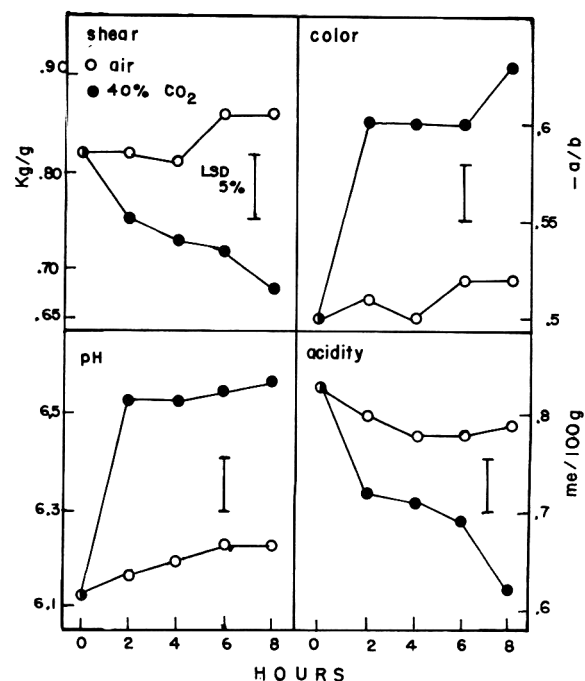 shear
air
40% CO₂
color
.90
.80
.70
.65
Kg/g
LSD
5%
.6
.55
.5
–a/b
pH
acidity
6,5
6,3
6,1
.8
.7
.6
me/100g
0 2 4 6 8 0 2 4 6 8
HOURS